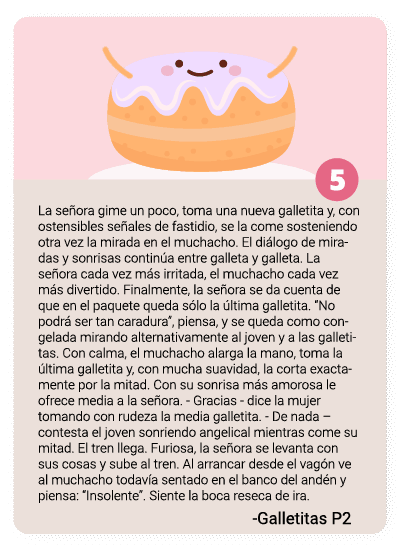 5
La señora gime un poco, toma una nueva galletita y, con
ostensibles señales de fastidio, se la come sosteniendo
otra vez la mirada en el muchacho. El diálogo de mira-
das y sonrisas continúa entre galleta y galleta. La
señora cada vez más irritada, el muchacho cada vez
más divertido. Finalmente, la señora se da cuenta de
que en el paquete queda sólo la última galletita. "No
podrá ser tan caradura", piensa, y se queda como con-
gelada mirando alternativamente al joven y a las galleti-
tas. Con calma, el muchacho alarga la mano, toma la
última galletita y, con mucha suavidad, la corta exacta-
mente por la mitad. Con su sonrisa más amorosa le
ofrece media a la señora. - Gracias - dice la mujer
tomando con rudeza la media galletita. - De nada –
contesta el joven sonriendo angelical mientras come su
mitad. El tren llega. Furiosa, la señora se levanta con
sus cosas y sube al tren. Al arrancar desde el vagón ve
al muchacho todavía sentado en el banco del andén y
piensa: "Insolente". Siente la boca reseca de ira.
-Galletitas P2